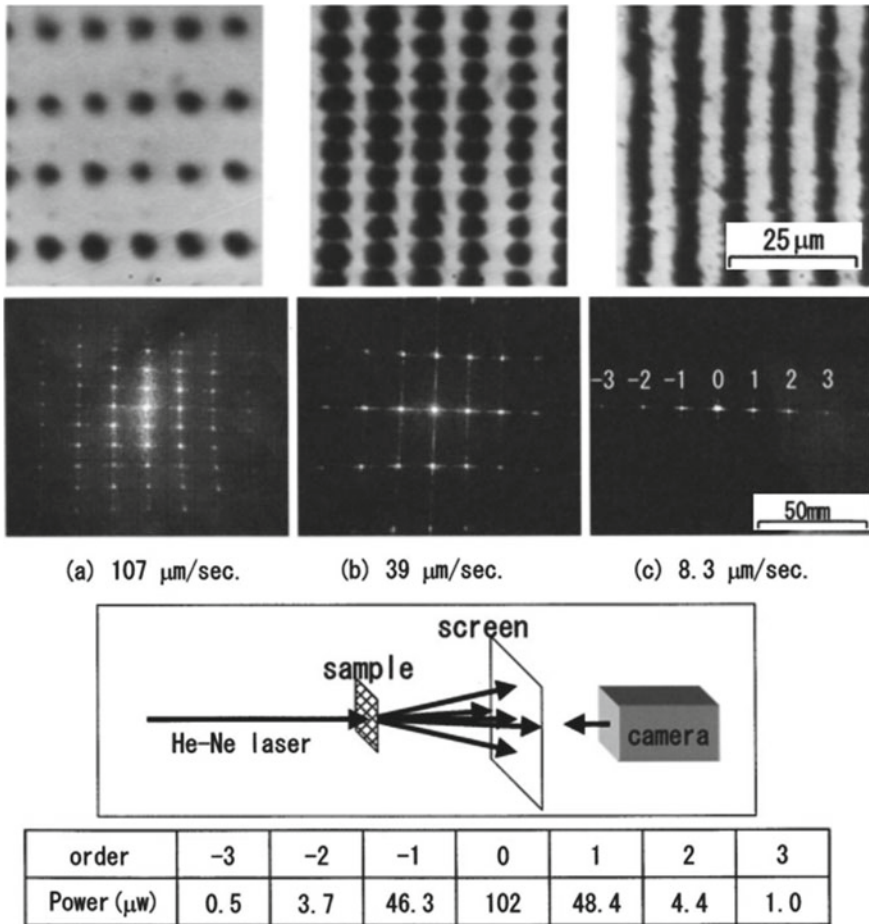 25 μm
-3 -2 -1 0 1 2 3
50mm
(a) 107 μm/sec. (b) 39 μm/sec. (c) 8.3 μm/sec.
screen
sample
He-Ne laser
camera
order -3 -2 -1 0 1 2 3
Power(μw) 0.5 3.7 46.3 102 48.4 4.4 1.0